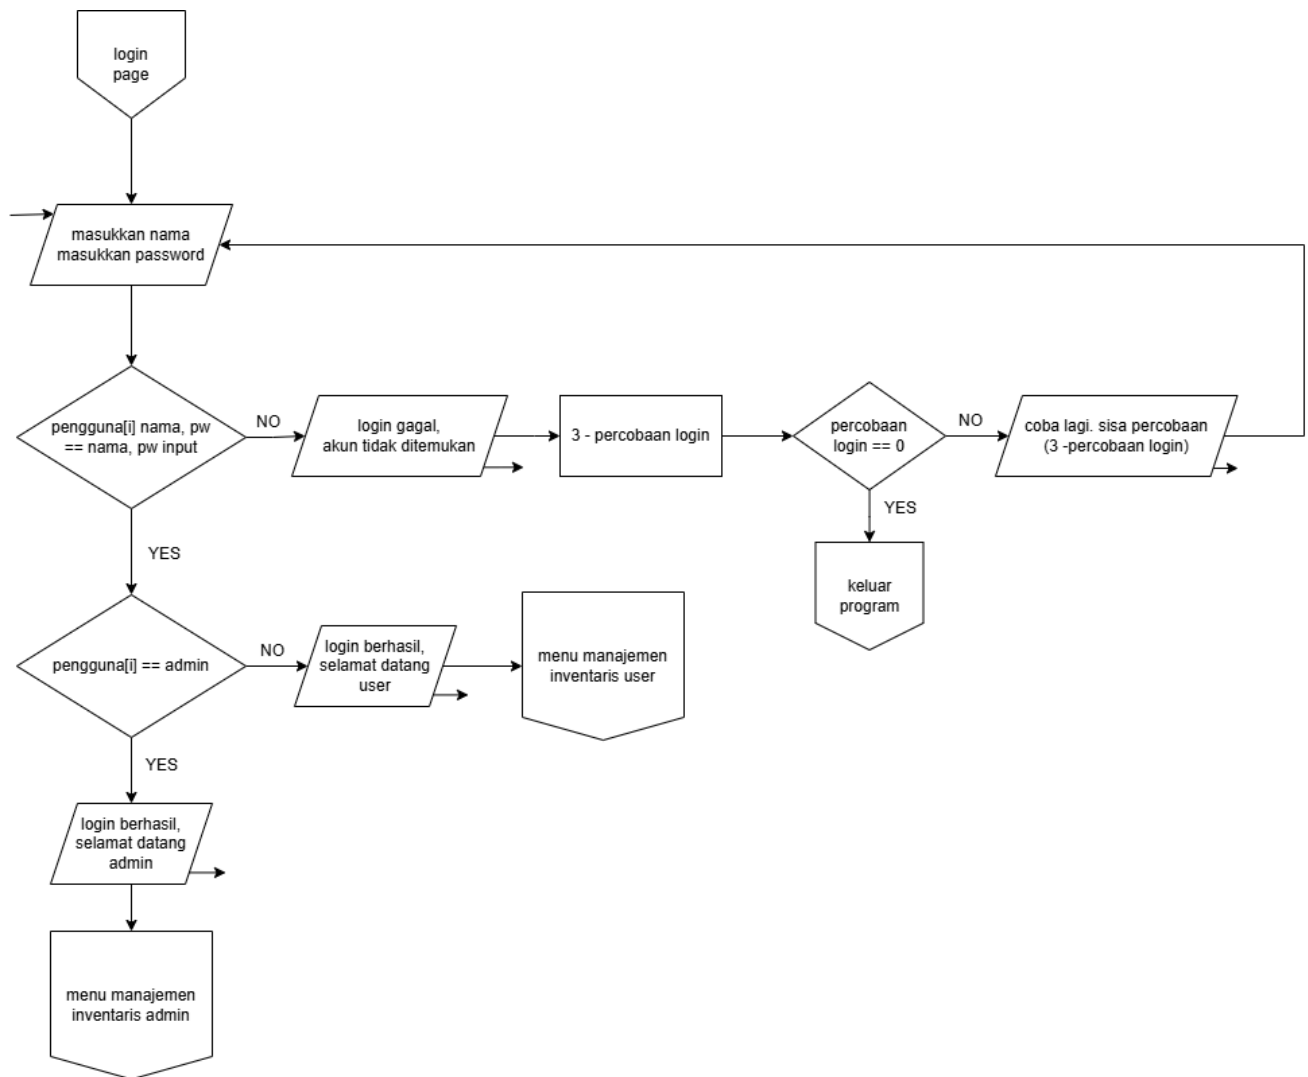 login
page
masukkan nama
masukkan password
pengguna[i] nama, pw
== nama, pw input
NO
login gagal,
akun tidak ditemukan
3 - percobaan login
percobaan
login == 0
NO
coba lagi. sisa percobaan
(3 -percobaan login)
YES
keluar
program
YES
pengguna[i] == admin
NO
login berhasil,
selamat datang
user
menu manajemen
inventaris user
YES
login berhasil,
selamat datang
admin
menu manajemen
inventaris admin